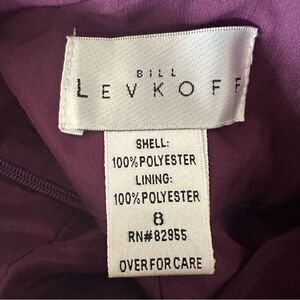 BILL
LEVKOFF
SHELL:
100%POLYESTER
LINING:
100%POLYESTER
8
RN#82955
OVER FOR CARE